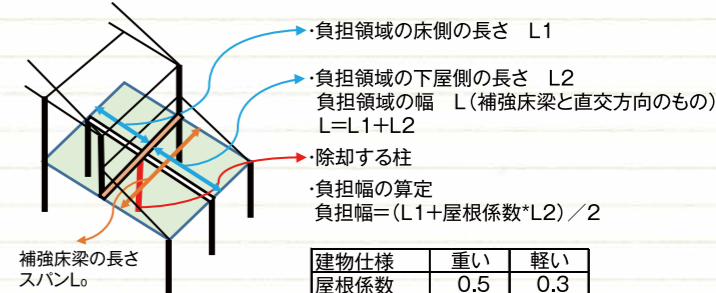 ・負担領域の床側の長さ　L1
・負担領域の下屋側の長さ　L2
負担領域の幅　L（補強床梁と直交方向のもの）
L=L1+L2
・除却する柱
・負担幅の算定
負担幅=（L1+屋根係数*L2）／2
補強床梁の長さ
スパンL₀
建物仕様 重い 軽い
屋根係数 0.5 0.3